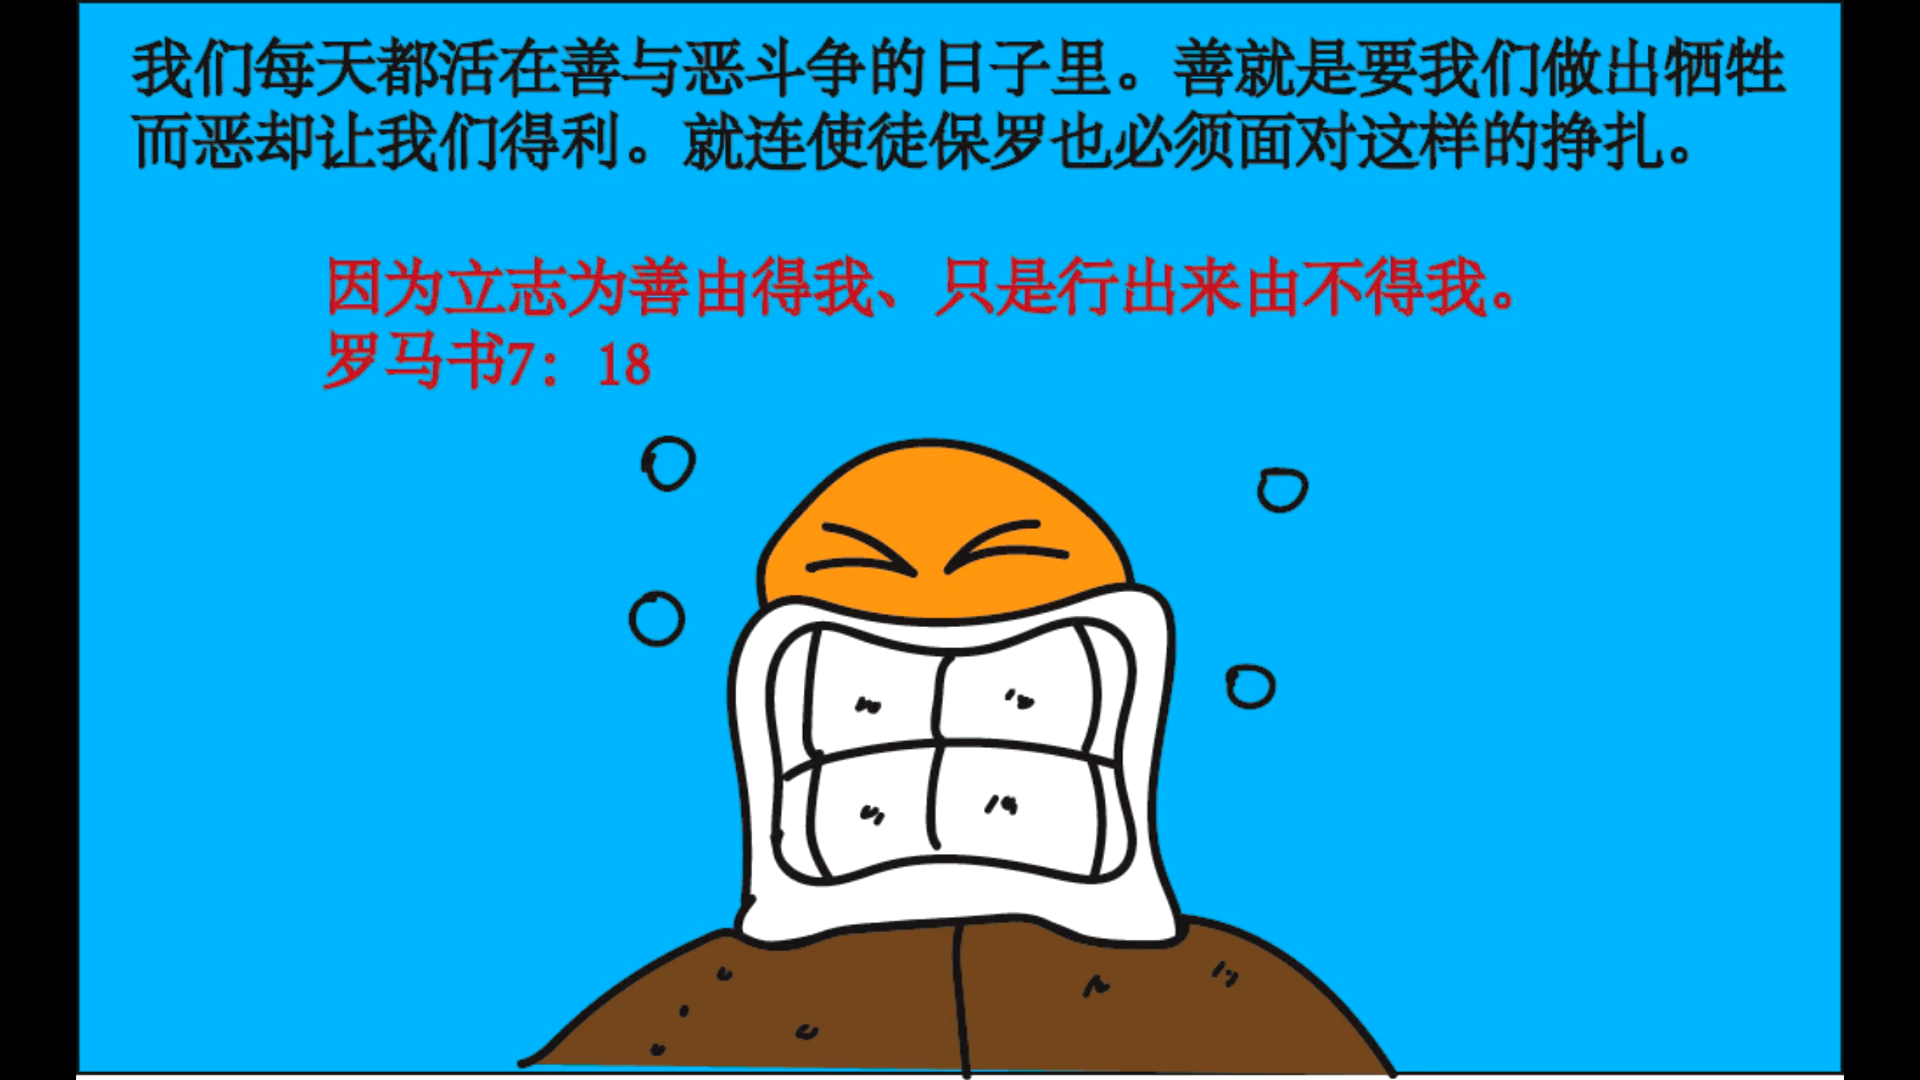 我们每天都活在善与恶斗争的日子里。善就是要我们做出牺牲
而恶却让我们得利。就连使徒保罗也必须面对这样的挣扎。
因为立志为善由得我、只是行出来由不得我。
罗马书7：18